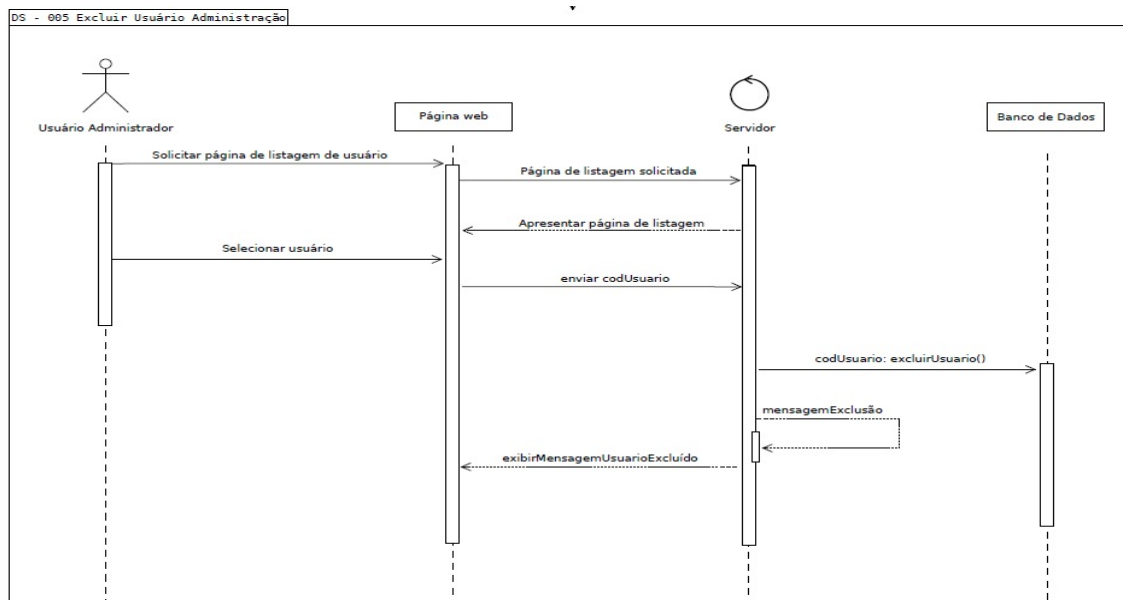 DS - 005 Excluir Usuário Administração
Usuário Administrador
Página web
Servidor
Banco de Dados
Solicitar página de listagem de usuário
Página de listagem solicitada
Apresentar página de listagem
Selecionar usuário
enviar codUsuario
codUsuario: excluirUsuario()
mensagemExclusão
exibirMensagemUsuarioExcluído